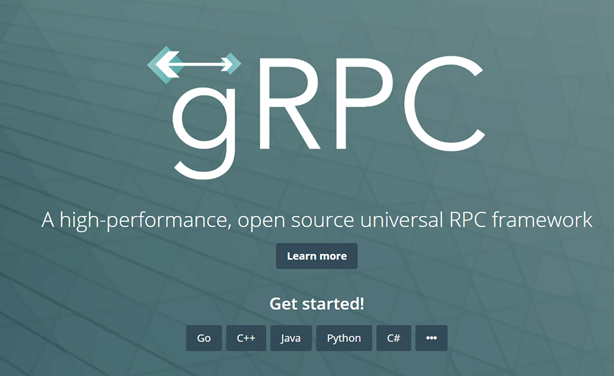 gRPC
A high-performance, open source universal RPC framework
Learn more
Get started!
Go C++ Java Python C# •••